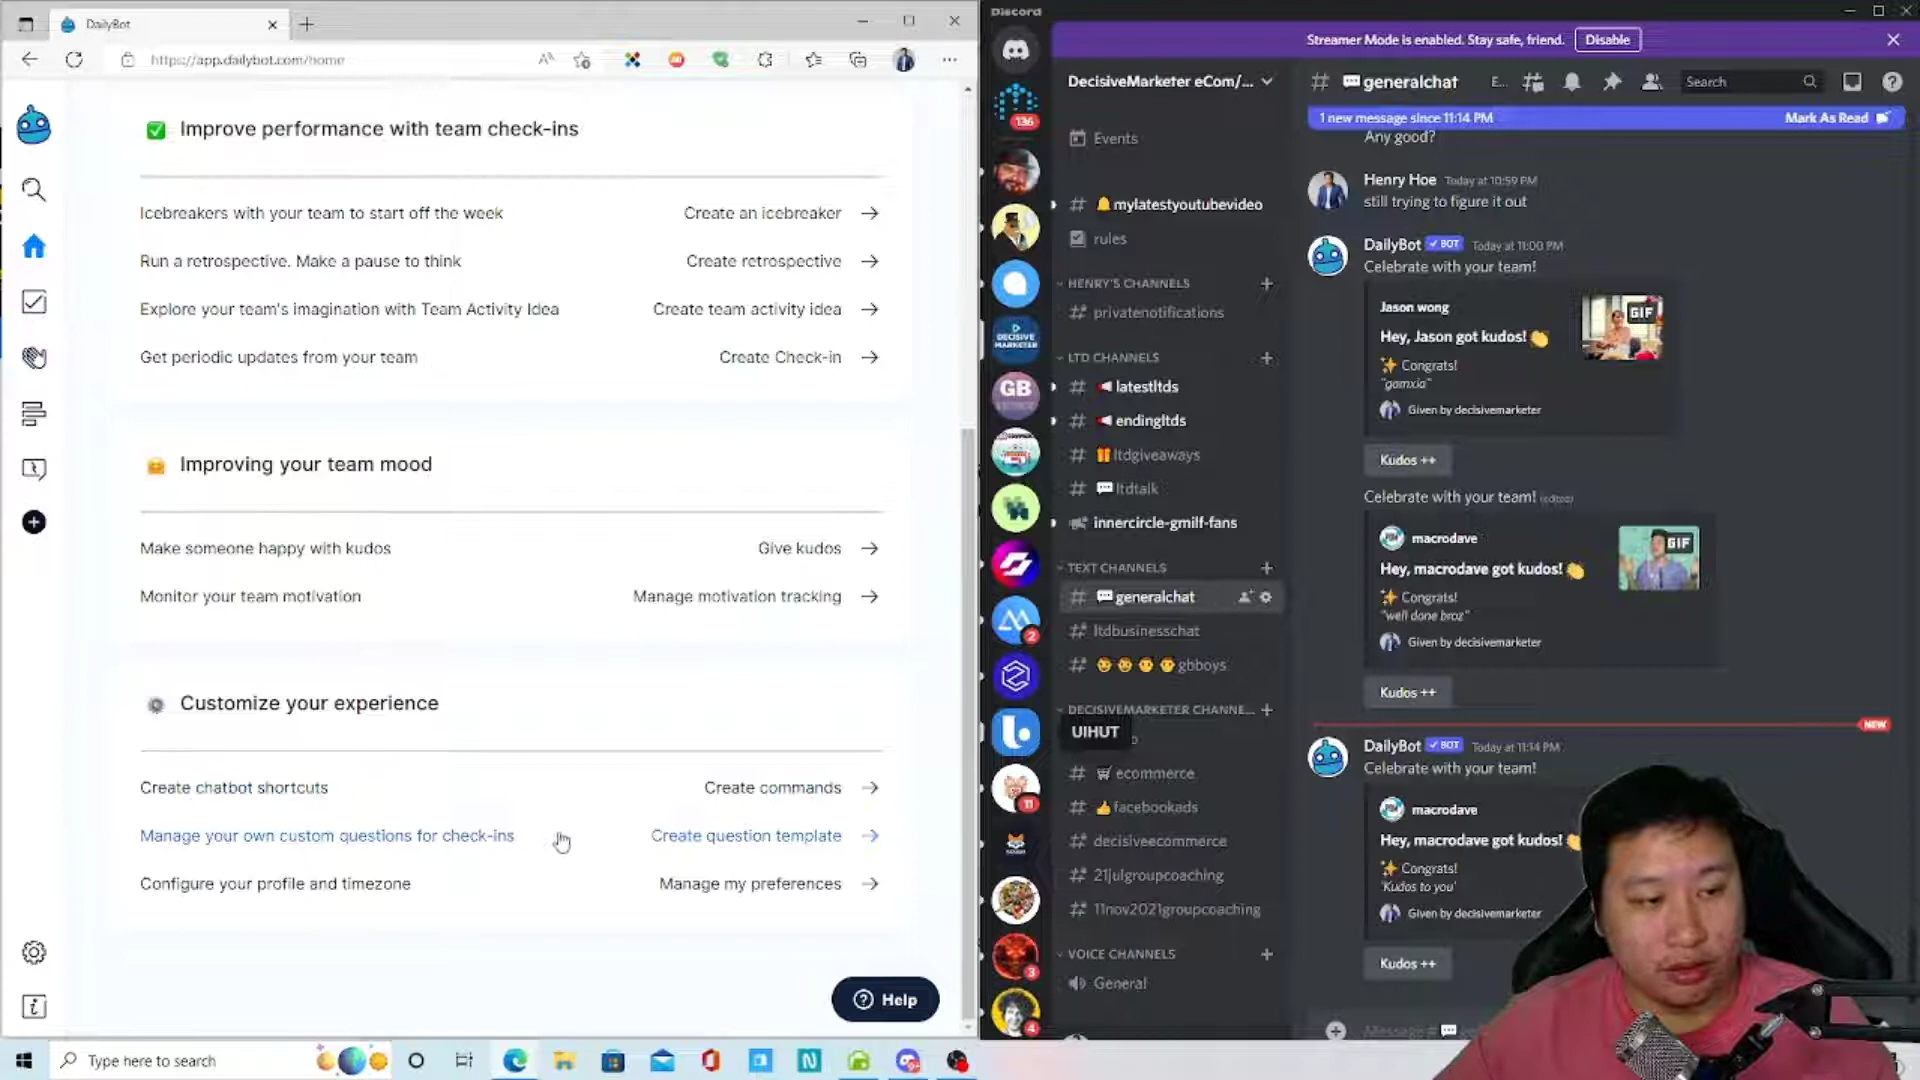 DailyBot
https://app.dailybot.com/home
Improve performance with team check-ins
Icebreakers with your team to start off the week
Create an icebreaker
Run a retrospective. Make a pause to think
Create retrospective
Explore your team's imagination with Team Activity Idea
Create team activity idea
Get periodic updates from your team
Create Check-in
Improving your team mood
Make someone happy with kudos
Give kudos
Monitor your team motivation
Manage motivation tracking
Customize your experience
Create chatbot shortcuts
Create commands
Manage your own custom questions for check-ins
Create question template
Configure your profile and timezone
Manage my preferences
Help
Type here to search
Discord
Streamer Mode is enabled. Stay safe, friend.
Disable
136
DECISIVE
MARKETER
GB
2
11
3
4
DecisiveMarketer eCom/...
Events
mylatestyoutubevideo
rules
HENRY'S CHANNELS
privatenotifications
LTD CHANNELS
latestltds
endingltds
ltdgiveaways
ltdtalk
innercircle-gmilf-fans
TEXT CHANNELS
generalchat
ltdbusinesschat
gbboys
DECISIVEMARKETER CHANNE...
UIHUT
ecommerce
facebookads
decisiveecommerce
21julgroupcoaching
11nov2021groupcoaching
VOICE CHANNELS
General
generalchat
E...
Search
1 new message since 11:14 PM
Mark As Read
Any good?
Henry Hoe Today at 10:59 PM
still trying to figure it out
DailyBot BOT Today at 11:00 PM
Celebrate with your team!
Jason wong
GIF
Hey, Jason got kudos!
Congrats!
"gamxia"
Given by decisivemarketer
Kudos ++
Celebrate with your team! (edited)
macrodave
GIF
Hey, macrodave got kudos!
Congrats!
"well done broz"
Given by decisivemarketer
Kudos ++
NEW
DailyBot BOT Today at 11:14 PM
Celebrate with your team!
macrodave
Hey, macrodave got kudos!
Congrats!
"Kudos to you"
Given by decisivemarketer
Kudos ++